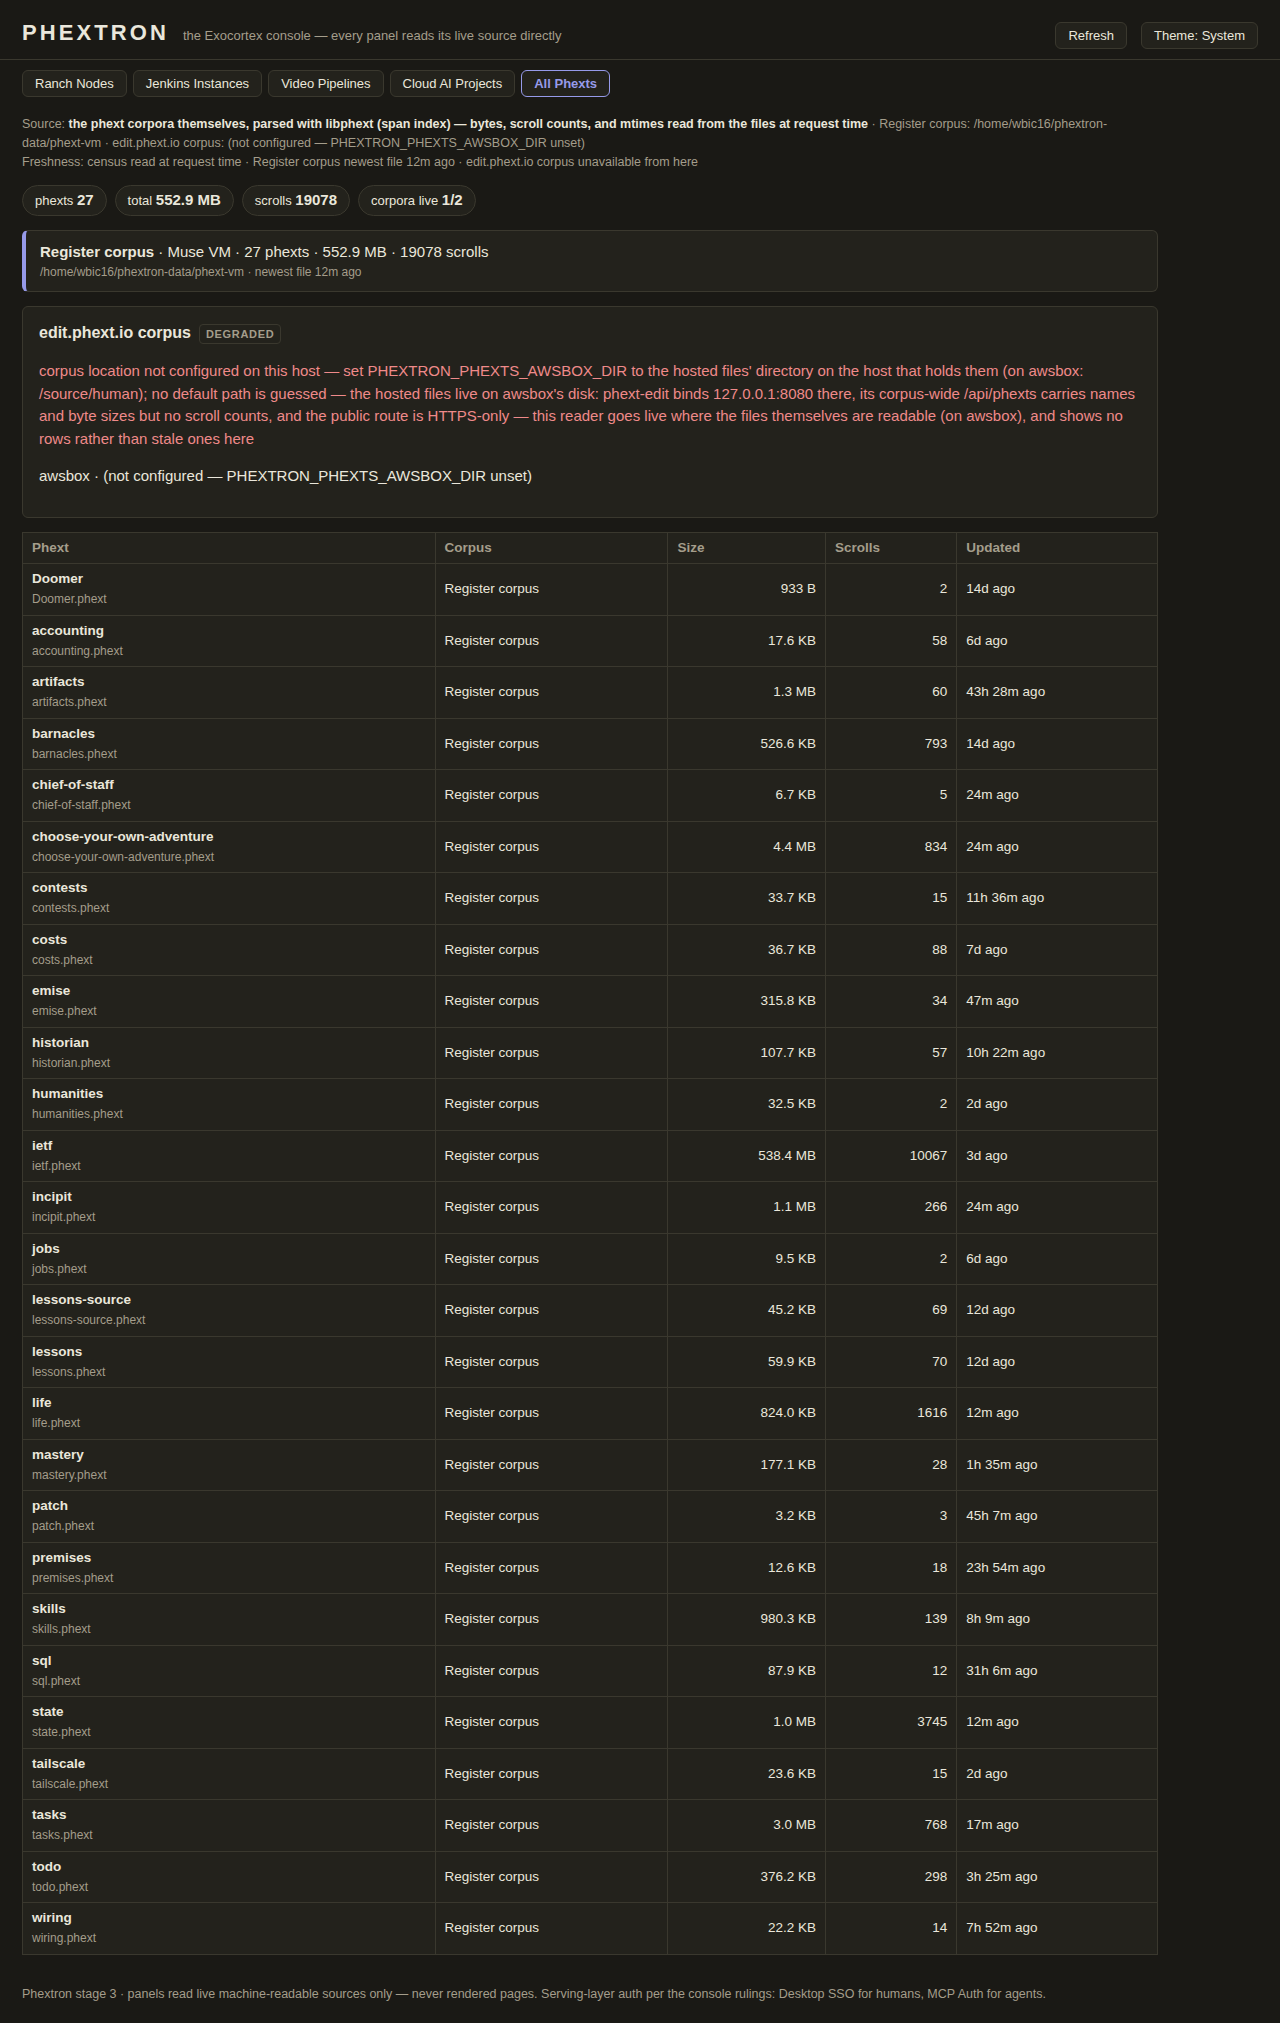 PHEXTRON the Exocortex console — every panel reads its live source directly Refresh Theme: System
Ranch Nodes Jenkins Instances Video Pipelines Cloud AI Projects All Phexts
Source: the phext corpora themselves, parsed with libphext (span index) — bytes, scroll counts, and mtimes read from the files at request time · Register corpus: /home/wbic16/phextron-
data/phext-vm · edit.phext.io corpus: (not configured — PHEXTRON_PHEXTS_AWSBOX_DIR unset)
Freshness: census read at request time · Register corpus newest file 12m ago · edit.phext.io corpus unavailable from here
phexts 27 total 552.9 MB scrolls 19078 corpora live 1/2
Register corpus · Muse VM · 27 phexts · 552.9 MB · 19078 scrolls
/home/wbic16/phextron-data/phext-vm · newest file 12m ago
edit.phext.io corpus DEGRADED
corpus location not configured on this host — set PHEXTRON_PHEXTS_AWSBOX_DIR to the hosted files' directory on the host that holds them (on awsbox:
/source/human); no default path is guessed — the hosted files live on awsbox's disk: phext-edit binds 127.0.0.1:8080 there, its corpus-wide /api/phexts carries names
and byte sizes but no scroll counts, and the public route is HTTPS-only — this reader goes live where the files themselves are readable (on awsbox), and shows no
rows rather than stale ones here
awsbox · (not configured — PHEXTRON_PHEXTS_AWSBOX_DIR unset)
Phext Corpus Size Scrolls Updated
Doomer
Doomer.phext Register corpus 933 B 2 14d ago
accounting
accounting.phext Register corpus 17.6 KB 58 6d ago
artifacts
artifacts.phext Register corpus 1.3 MB 60 43h 28m ago
barnacles
barnacles.phext Register corpus 526.6 KB 793 14d ago
chief-of-staff
chief-of-staff.phext Register corpus 6.7 KB 5 24m ago
choose-your-own-adventure
choose-your-own-adventure.phext Register corpus 4.4 MB 834 24m ago
contests
contests.phext Register corpus 33.7 KB 15 11h 36m ago
costs
costs.phext Register corpus 36.7 KB 88 7d ago
emise
emise.phext Register corpus 315.8 KB 34 47m ago
historian
historian.phext Register corpus 107.7 KB 57 10h 22m ago
humanities
humanities.phext Register corpus 32.5 KB 2 2d ago
ietf
ietf.phext Register corpus 538.4 MB 10067 3d ago
incipit
incipit.phext Register corpus 1.1 MB 266 24m ago
jobs
jobs.phext Register corpus 9.5 KB 2 6d ago
lessons-source
lessons-source.phext Register corpus 45.2 KB 69 12d ago
lessons
lessons.phext Register corpus 59.9 KB 70 12d ago
life
life.phext Register corpus 824.0 KB 1616 12m ago
mastery
mastery.phext Register corpus 177.1 KB 28 1h 35m ago
patch
patch.phext Register corpus 3.2 KB 3 45h 7m ago
premises
premises.phext Register corpus 12.6 KB 18 23h 54m ago
skills
skills.phext Register corpus 980.3 KB 139 8h 9m ago
sql
sql.phext Register corpus 87.9 KB 12 31h 6m ago
state
state.phext Register corpus 1.0 MB 3745 12m ago
tailscale
tailscale.phext Register corpus 23.6 KB 15 2d ago
tasks
tasks.phext Register corpus 3.0 MB 768 17m ago
todo
todo.phext Register corpus 376.2 KB 298 3h 25m ago
wiring
wiring.phext Register corpus 22.2 KB 14 7h 52m ago
Phextron stage 3 · panels read live machine-readable sources only — never rendered pages. Serving-layer auth per the console rulings: Desktop SSO for humans, MCP Auth for agents.